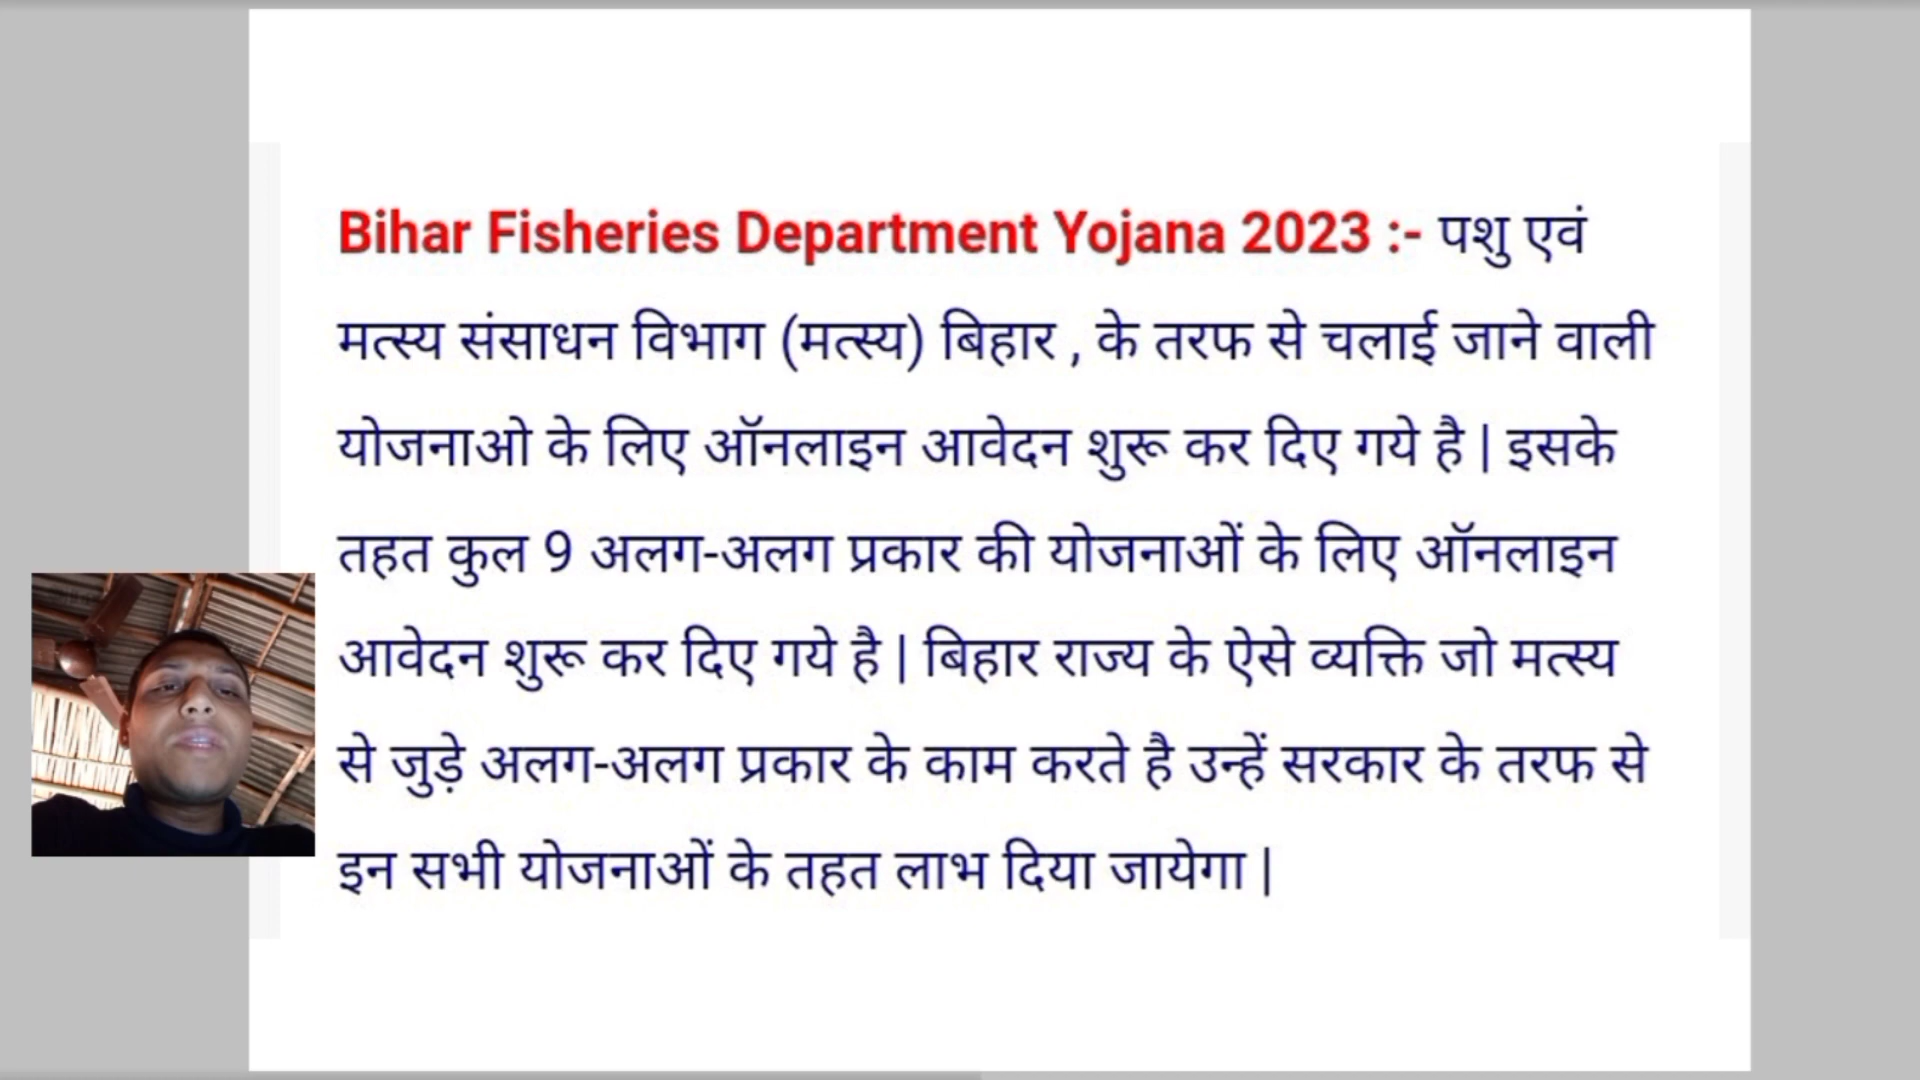 Bihar Fisheries Department Yojana 2023 :- पशु एवं
मत्स्य संसाधन विभाग (मत्स्य) बिहार , के तरफ से चलाई जाने वाली
योजनाओ के लिए ऑनलाइन आवेदन शुरू कर दिए गये है | इसके
तहत कुल 9 अलग-अलग प्रकार की योजनाओं के लिए ऑनलाइन
आवेदन शुरू कर दिए गये है | बिहार राज्य के ऐसे व्यक्ति जो मत्स्य
से जुड़े अलग-अलग प्रकार के काम करते है उन्हें सरकार के तरफ से
इन सभी योजनाओं के तहत लाभ दिया जायेगा |